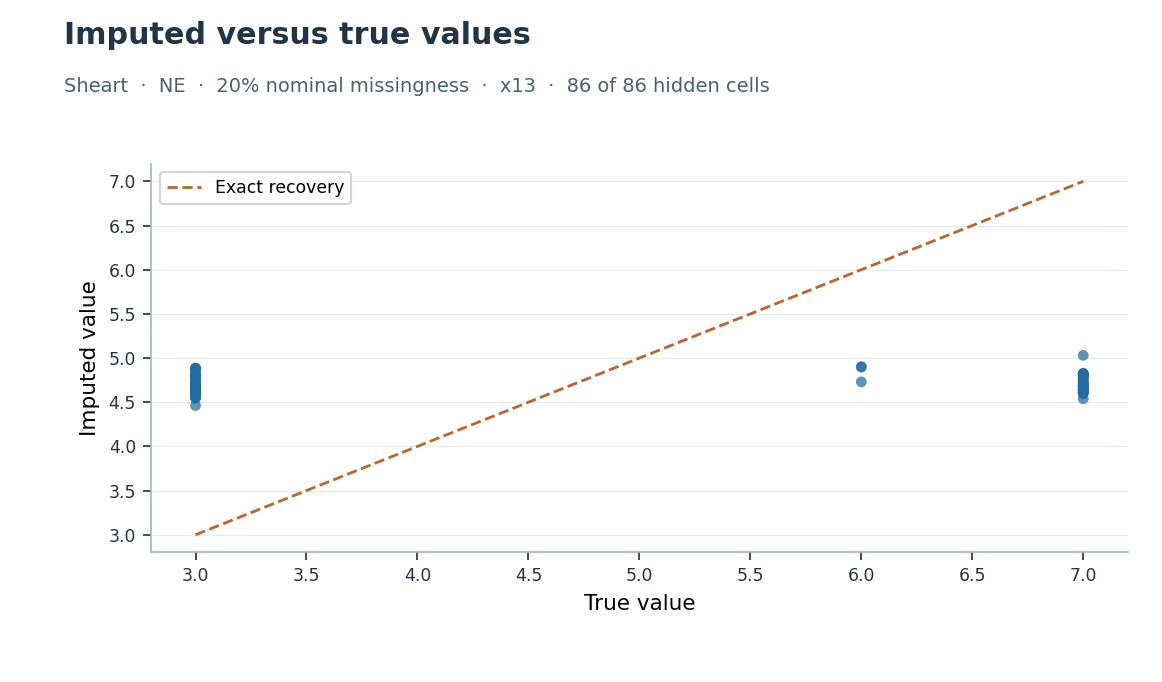 Imputed versus true values
Sheart · NE · 20% nominal missingness · x13 · 86 of 86 hidden cells
Exact recovery
Imputed value
7.0
6.5
6.0
5.5
5.0
4.5
4.0
3.5
3.0
3.0 3.5 4.0 4.5 5.0 5.5 6.0 6.5 7.0
True value